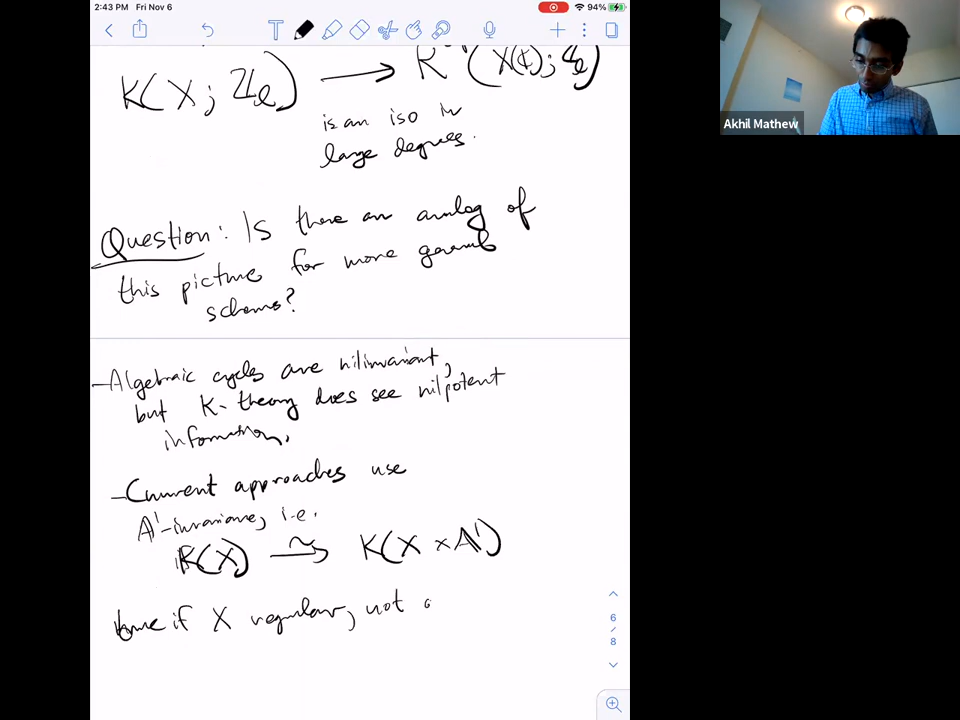 2:43 PM Fri Nov 6
94%
K(X; ℤ_ℓ) ⟶ K (X(ℂ); ℤ_ℓ)
is an iso in
large degrees.
Question: Is there an analog of
this picture for more general
schemes?
- Algebraic cycles are nilinvariant,
but K-theory does see nilpotent
information.
- Current approaches use
𝔸¹-invariance, i.e.
K(X) ⥲ K(X × 𝔸¹)
true if X regular, not
6
8
Akhil Mathew